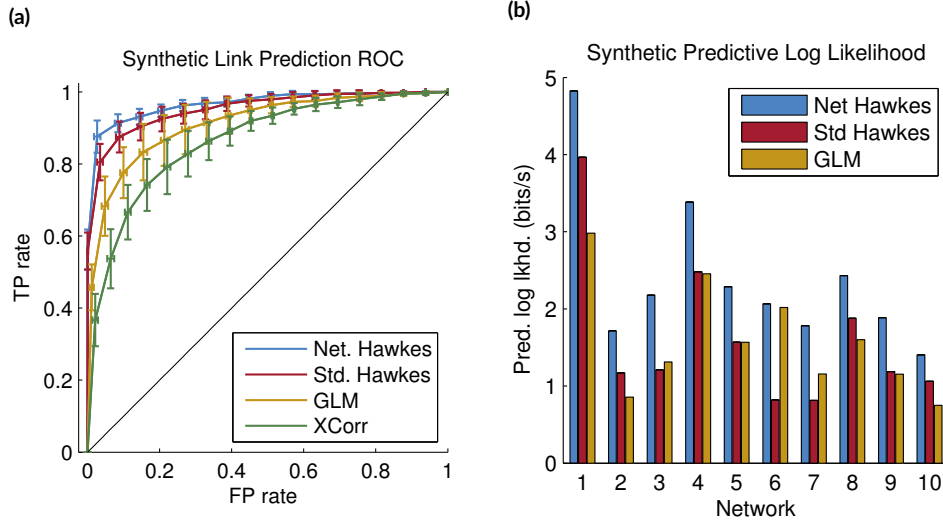 (a)
Synthetic Link Prediction ROC
1
0.8
0.6
0.4
0.2
0
TP rate
Net. Hawkes
Std. Hawkes
GLM
XCorr
0 0.2 0.4 0.6 0.8 1
FP rate
(b)
Synthetic Predictive Log Likelihood
5
4
3
2
1
0
Pred. log lkhd. (bits/s)
Net Hawkes
Std Hawkes
GLM
1 2 3 4 5 6 7 8 9 10
Network